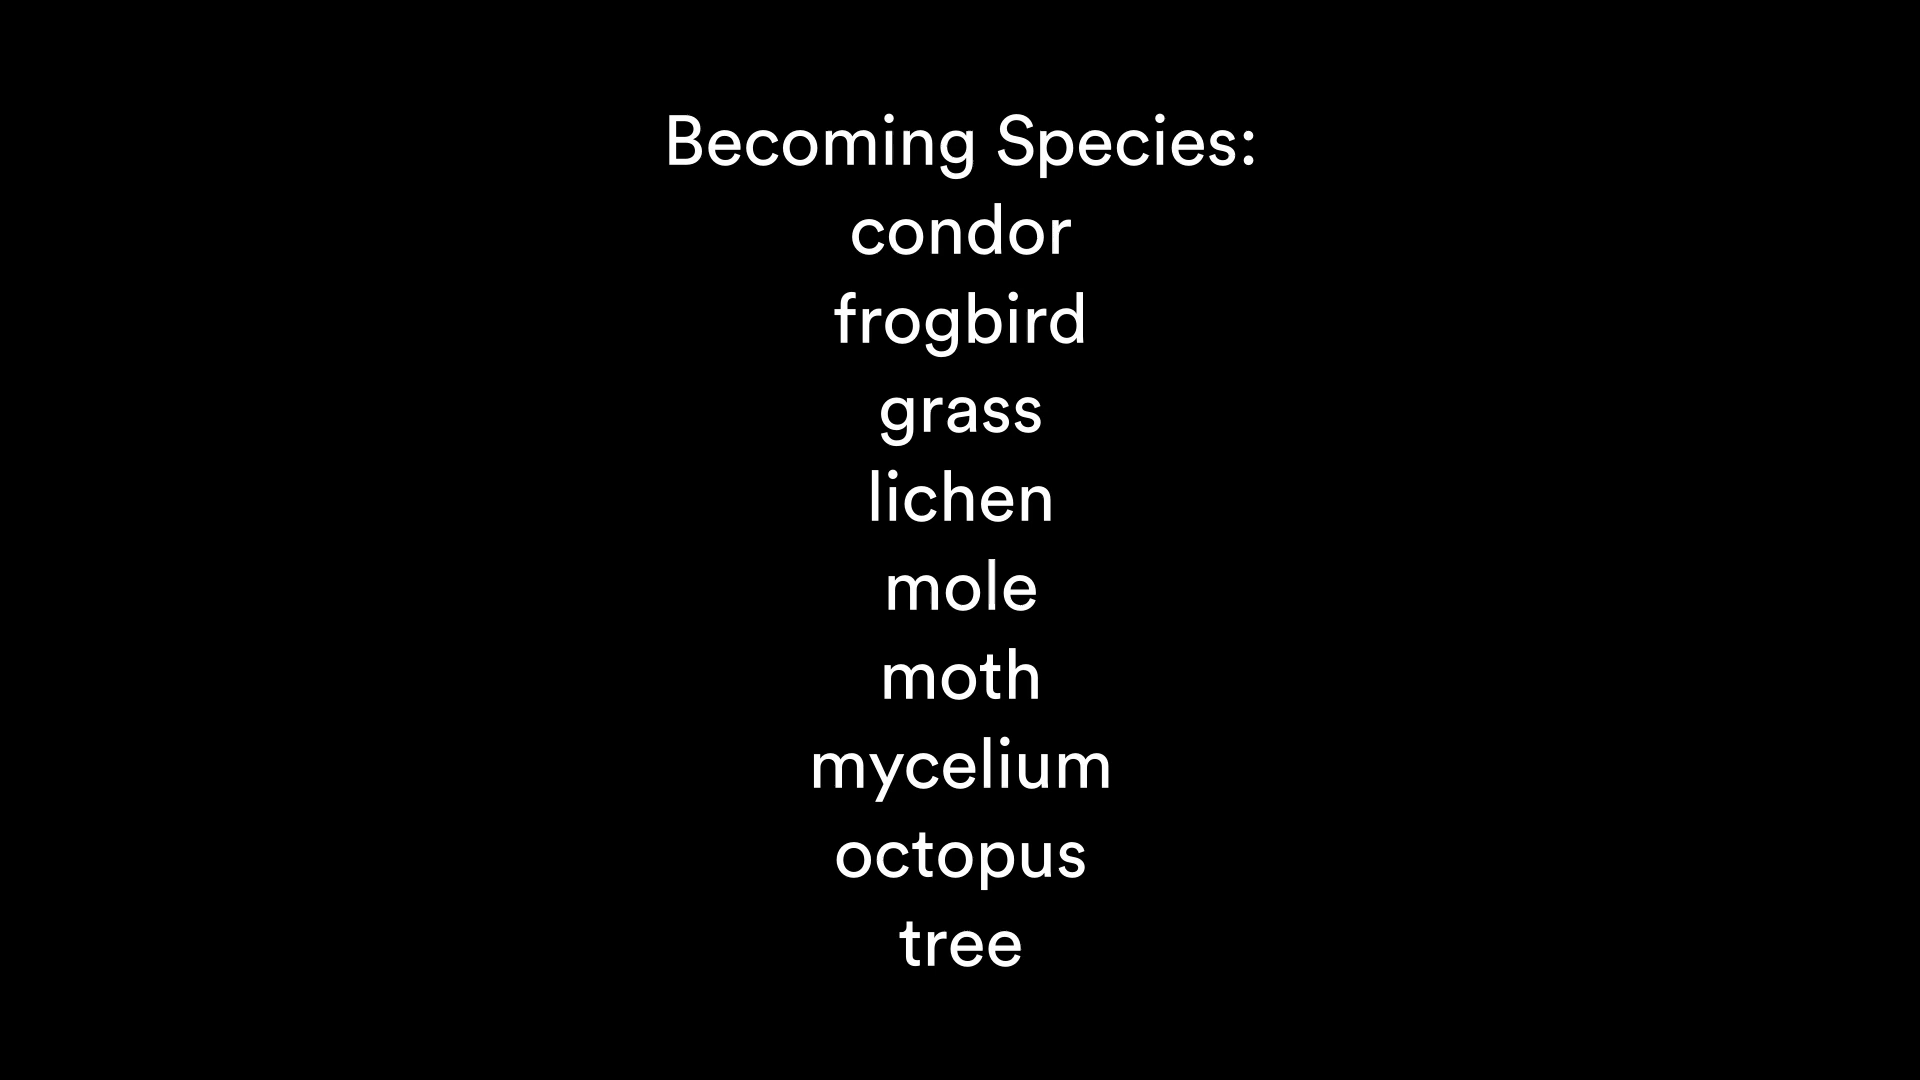 Becoming Species:
condor
frogbird
grass
lichen
mole
moth
mycelium
octopus
tree